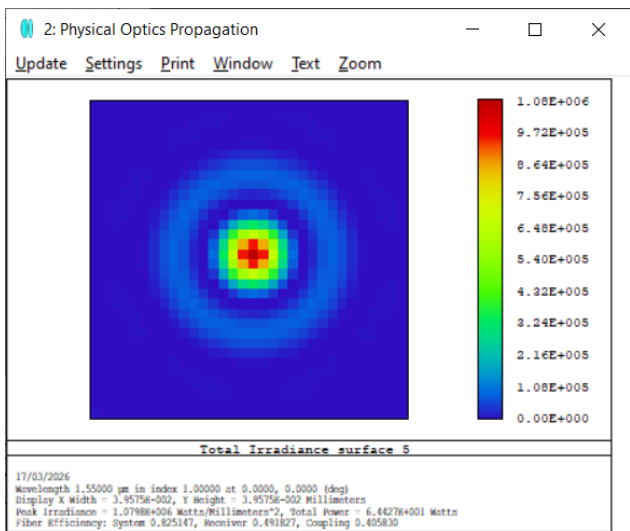 2: Physical Optics Propagation
Update Settings Print Window Text Zoom
1.08E+006
9.72E+005
8.64E+005
7.56E+005
6.48E+005
5.40E+005
4.32E+005
3.24E+005
2.16E+005
1.08E+005
0.00E+000
Total Irradiance surface 5
17/03/2026
Wavelength 1.55000 µm in index 1.00000 at 0.0000, 0.0000 (deg)
Display X Width = 3.9575E-002, Y Height = 3.9575E-002 Millimeters
Peak Irradiance = 1.0798E+006 Watts/Millimeters^2, Total Power = 6.4427E+001 Watts
Fiber Efficiency: System 0.825147, Receiver 0.491827, Coupling 0.405830